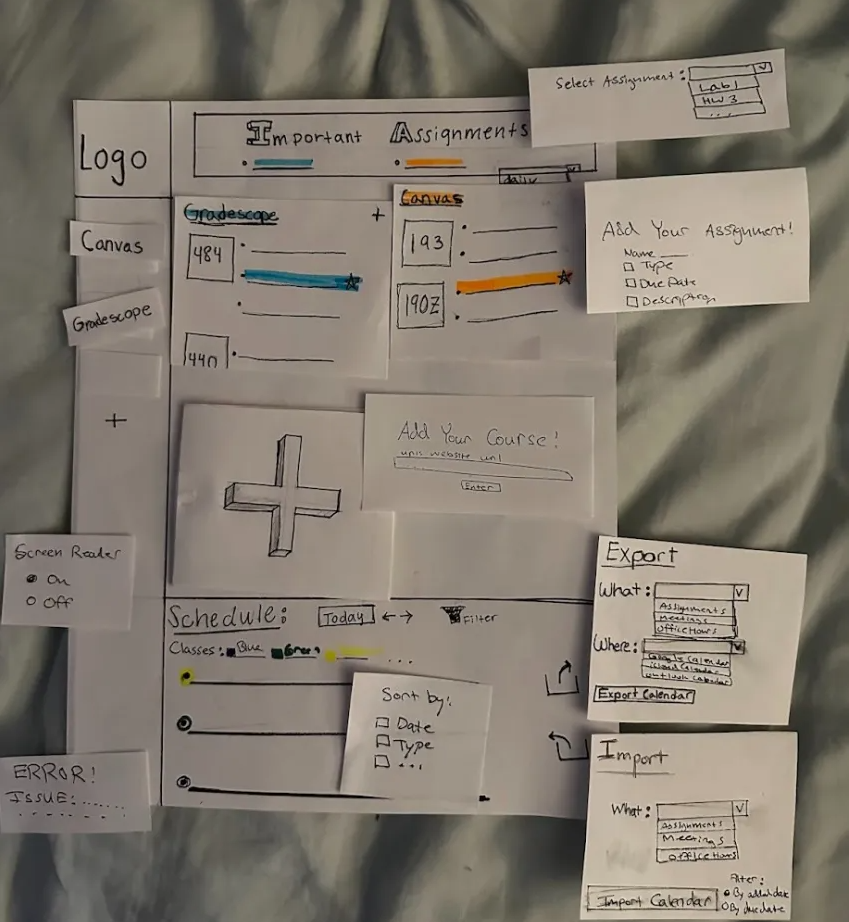 Select Assignment:
V
Lab1
HW 3
...
Logo
Important Assignments
daily
Canvas
Gradescope
+
Gradescope
484
440
Canvas
193
1902
Add Your Assignment!
Name
Type
Due Date
Description
Add Your Course!
website url
Enter
Screen Reader
On
Off
ERROR!
ISSUE:......
Schedule: Today Filter
Classes: Blue Green ...
Sort by:
Date
Type
...
Export
What: V
Assignments
Meetings
Office Hours
Where:
Google Calendar
icloud Calendar
outlook Calendar
Export Calendar
Import
What: V
Assignments
Meetings
Office Hours
Filter:
By added date
By due date
Import Calendar